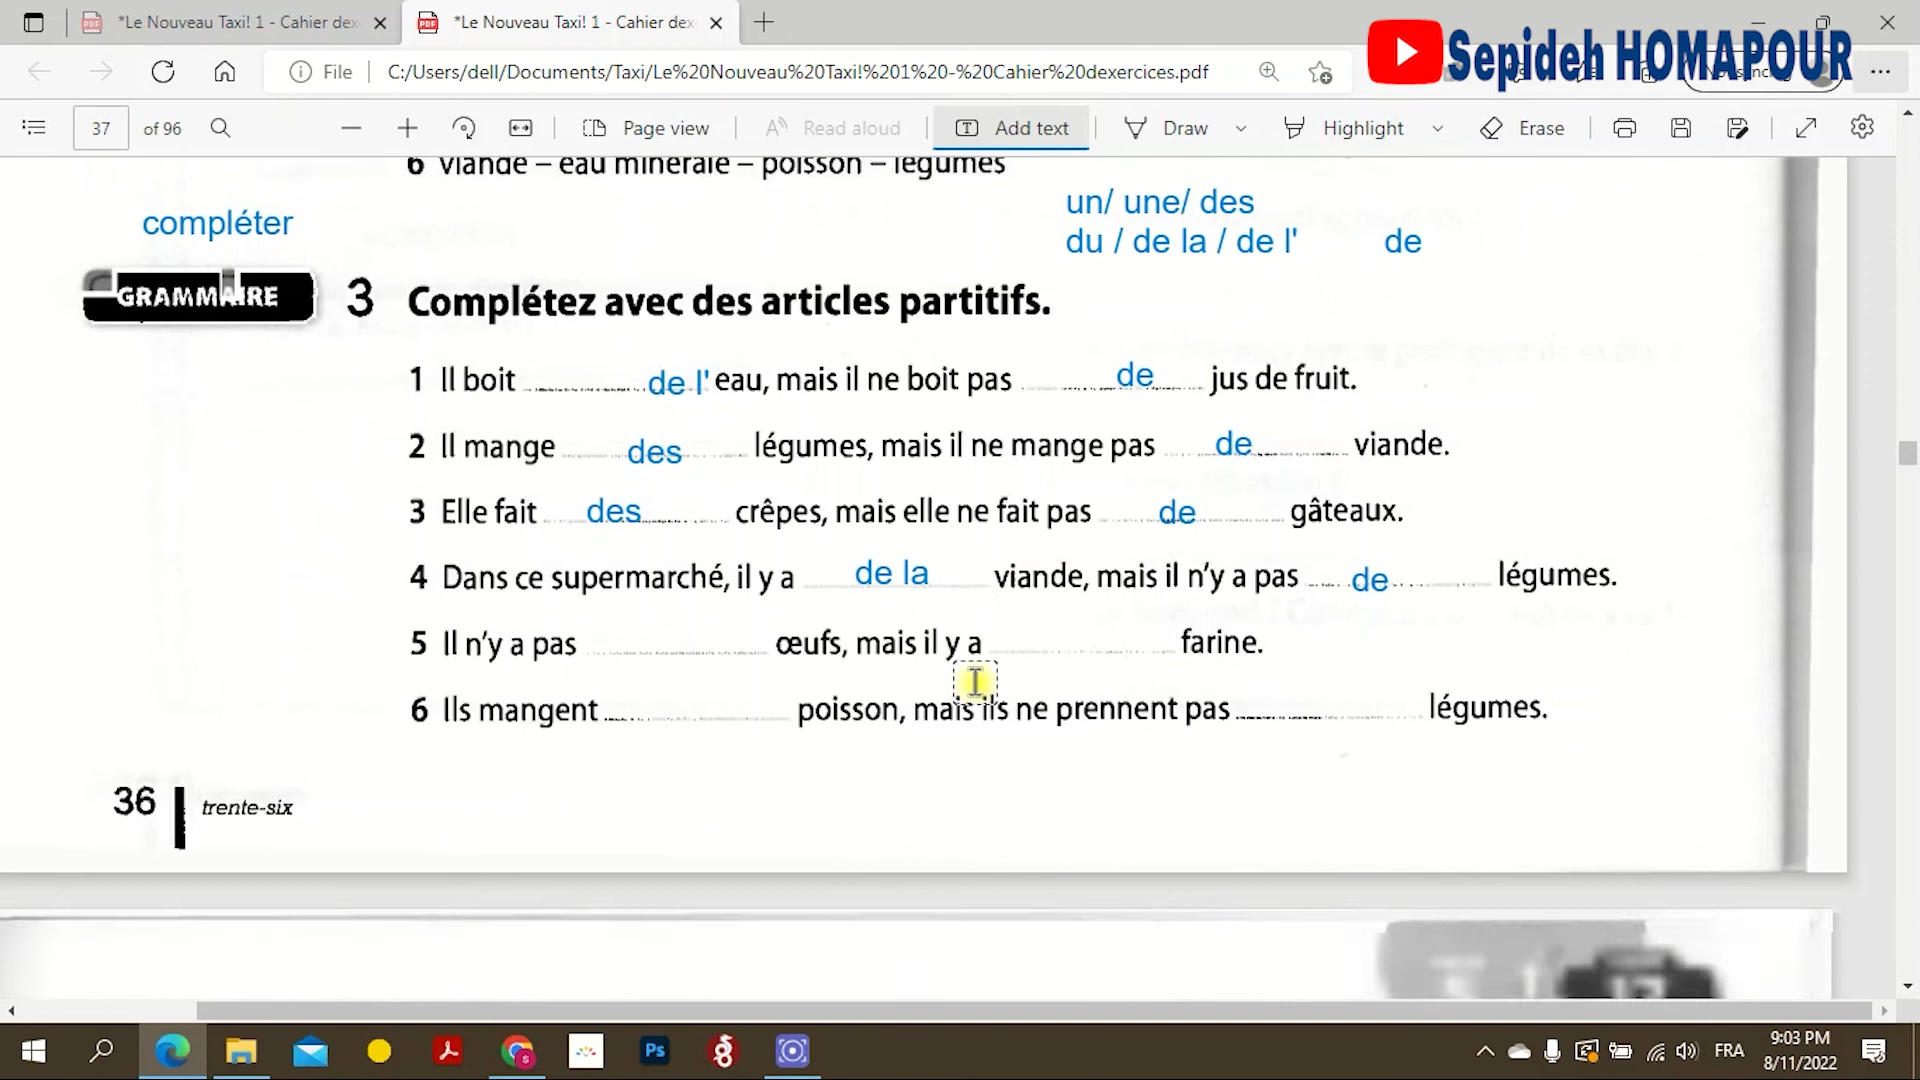 *Le Nouveau Taxi! 1 - Cahier dex
*Le Nouveau Taxi! 1 - Cahier dex
Sepideh HOMAPOUR
File
C:/Users/dell/Documents/Taxi/Le%20Nouveau%20Taxi!%201%20-%20Cahier%20dexercices.pdf
37 of 96
Page view
Read aloud
Add text
Draw
Highlight
Erase
6 viande – eau minérale – poisson – légumes
un/ une/ des
compléter
du / de la / de l' de
GRAMMAIRE
3 Complétez avec des articles partitifs.
1 Il boit de l' eau, mais il ne boit pas de jus de fruit.
2 Il mange des légumes, mais il ne mange pas de viande.
3 Elle fait des crêpes, mais elle ne fait pas de gâteaux.
4 Dans ce supermarché, il y a de la viande, mais il n'y a pas de légumes.
5 Il n'y a pas œufs, mais il y a farine.
6 Ils mangent poisson, mais ils ne prennent pas légumes.
36 trente-six
Ps
FRA
9:03 PM
8/11/2022